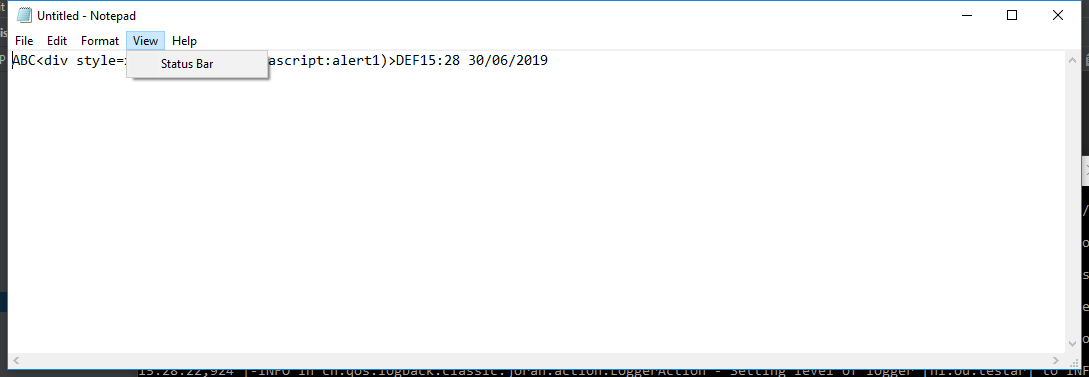 Untitled - Notepad
File Edit Format View Help
ABC<div style= ascript:alert1)>DEF15:28 30/06/2019
Status Bar
15:28:22,924 |-INFO in ch.qos.logback.classic.joran.action.LoggerAction - Setting level of logger [nl.ou.testar] to INF